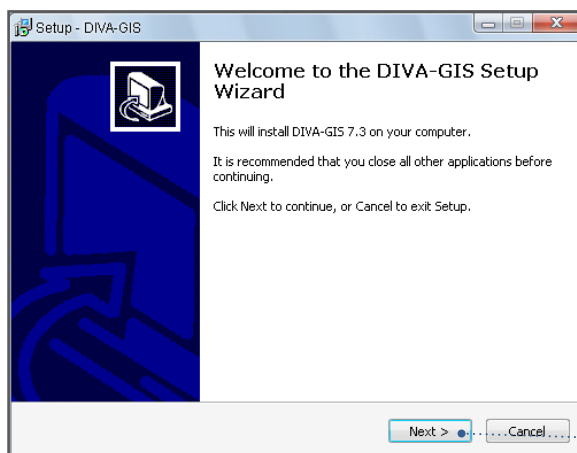 Setup - DIVA-GIS
Welcome to the DIVA-GIS Setup
Wizard
This will install DIVA-GIS 7.3 on your computer.
It is recommended that you close all other applications before
continuing.
Click Next to continue, or Cancel to exit Setup.
Next >
Cancel